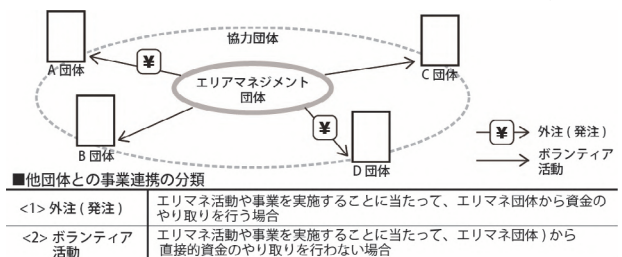 協力団体
A 団体
¥
エリアマネジメント
団体
C 団体
B 団体
¥
D 団体
¥
外注 ( 発注 )
ボランティア
活動
■他団体との事業連携の分類
<1> 外注 ( 発注 )
エリマネ活動や事業を実施することに当たって、エリマネ団体から資金の
やり取りを行う場合
<2> ボランティア
活動
エリマネ活動や事業を実施することに当たって、エリマネ団体 ) から
直接的資金のやり取りを行わない場合